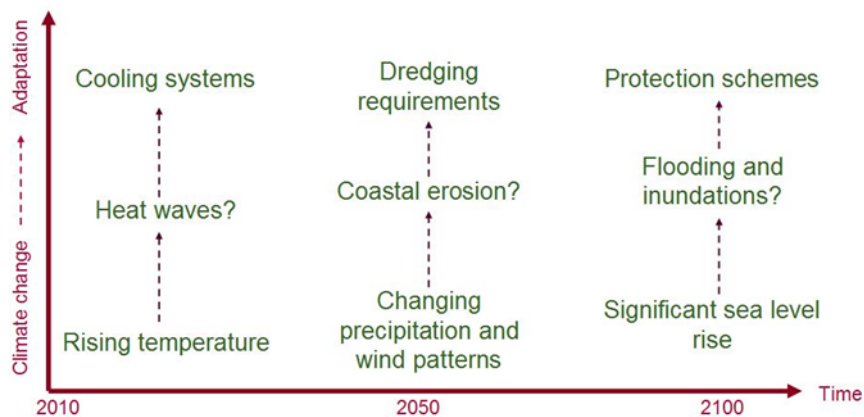 Adaptation
Climate change
Cooling systems
Heat waves?
Rising temperature
Dredging
requirements
Coastal erosion?
Changing
precipitation and
wind patterns
Protection schemes
Flooding and
inundations?
Significant sea level
rise
2010
2050
2100
Time